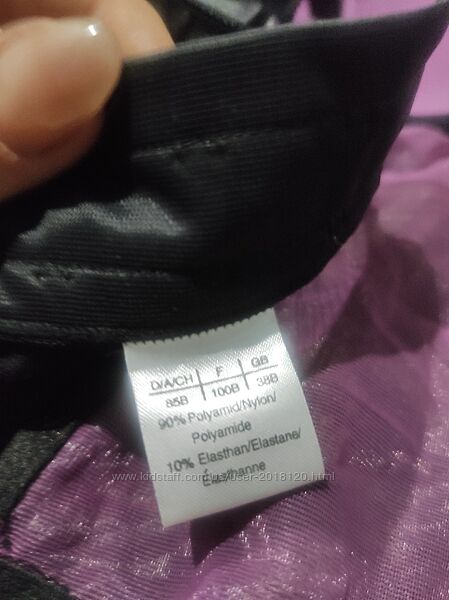 D/A/CH F GB
85B 100B 38B
90% Polyamid/Nylon/
Polyamide
10% Elasthan/Elastane/
Élasthanne
www.kidstaff.com.ua/user-2018120.html